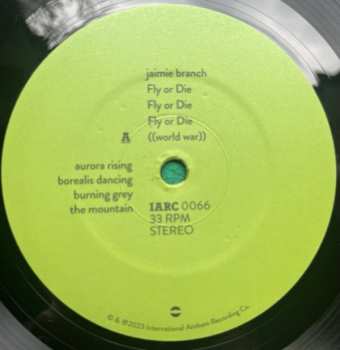 jaimie branch
Fly or Die
Fly or Die
Fly or Die
A ((world war))
aurora rising
borealis dancing
burning grey
the mountain
IARC 0066
33 RPM
STEREO
© & ℗2023 International Anthem Recording Co.